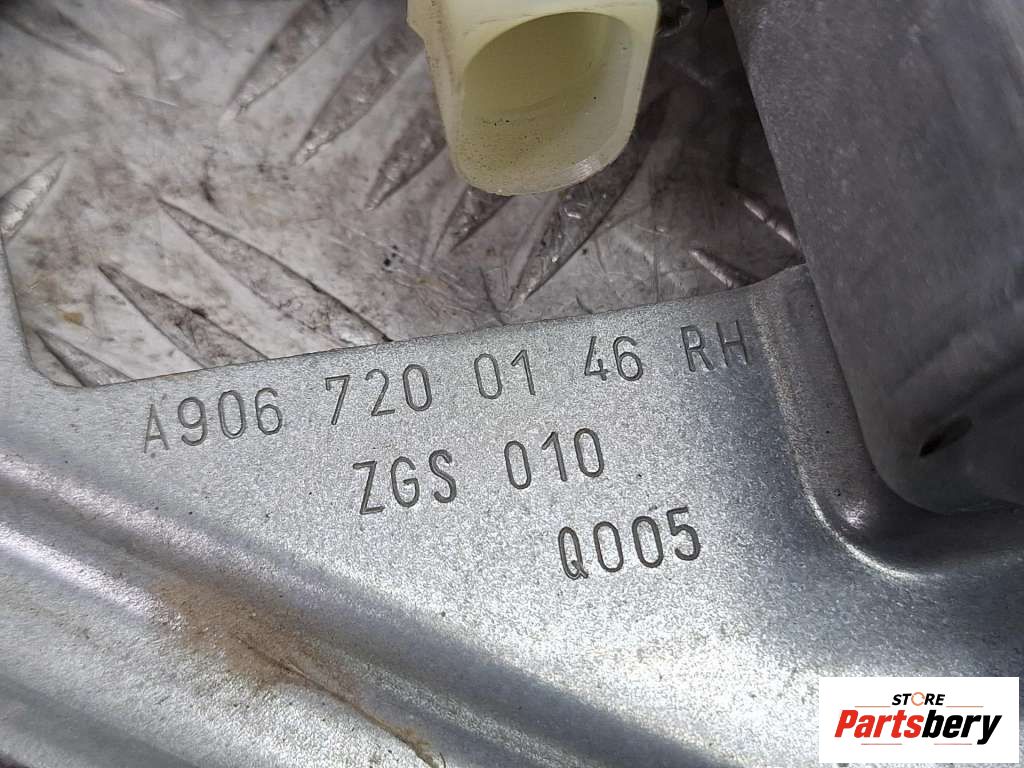 A906 720 01 46 RH
ZGS 010
Q005
STORE
Partsbery